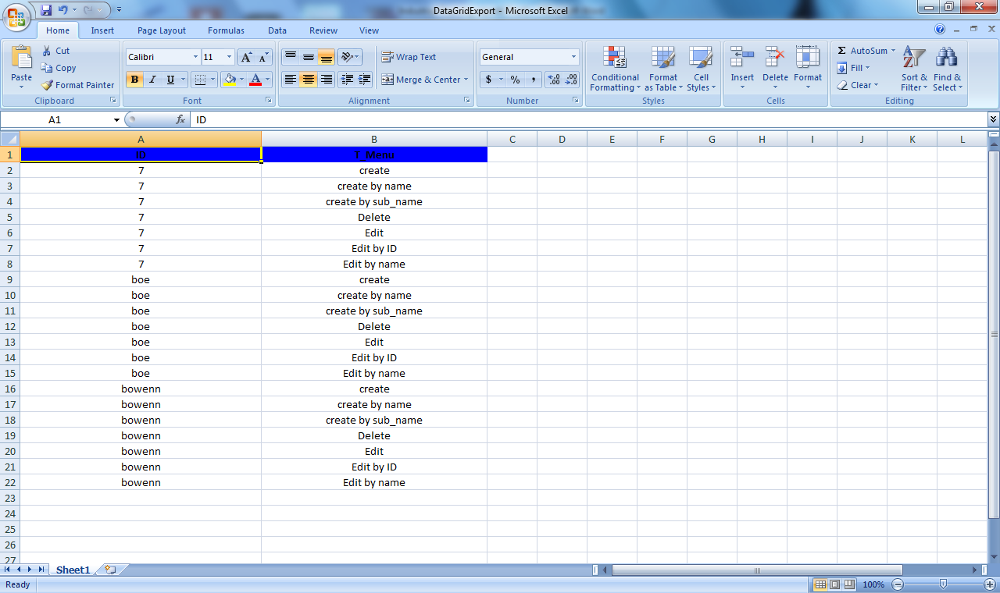 DataGridExport - Microsoft Excel
Home Insert Page Layout Formulas Data Review View
Paste
Cut
Copy
Format Painter
Clipboard
Calibri 11
B I U
Font
Wrap Text
Merge & Center
Alignment
General
$ % ,
Number
Conditional Formatting
Format as Table
Cell Styles
Styles
Insert Delete Format
Cells
Σ AutoSum
Fill
Clear
Sort & Filter
Find & Select
Editing
A1 fx ID
A B C D E F G H I J K L
1 ID T_Menu
2 7 create
3 7 create by name
4 7 create by sub_name
5 7 Delete
6 7 Edit
7 7 Edit by ID
8 7 Edit by name
9 boe create
10 boe create by name
11 boe create by sub_name
12 boe Delete
13 boe Edit
14 boe Edit by ID
15 boe Edit by name
16 bowenn create
17 bowenn create by name
18 bowenn create by sub_name
19 bowenn Delete
20 bowenn Edit
21 bowenn Edit by ID
22 bowenn Edit by name
23
24
25
26
27
Sheet1
Ready 100%